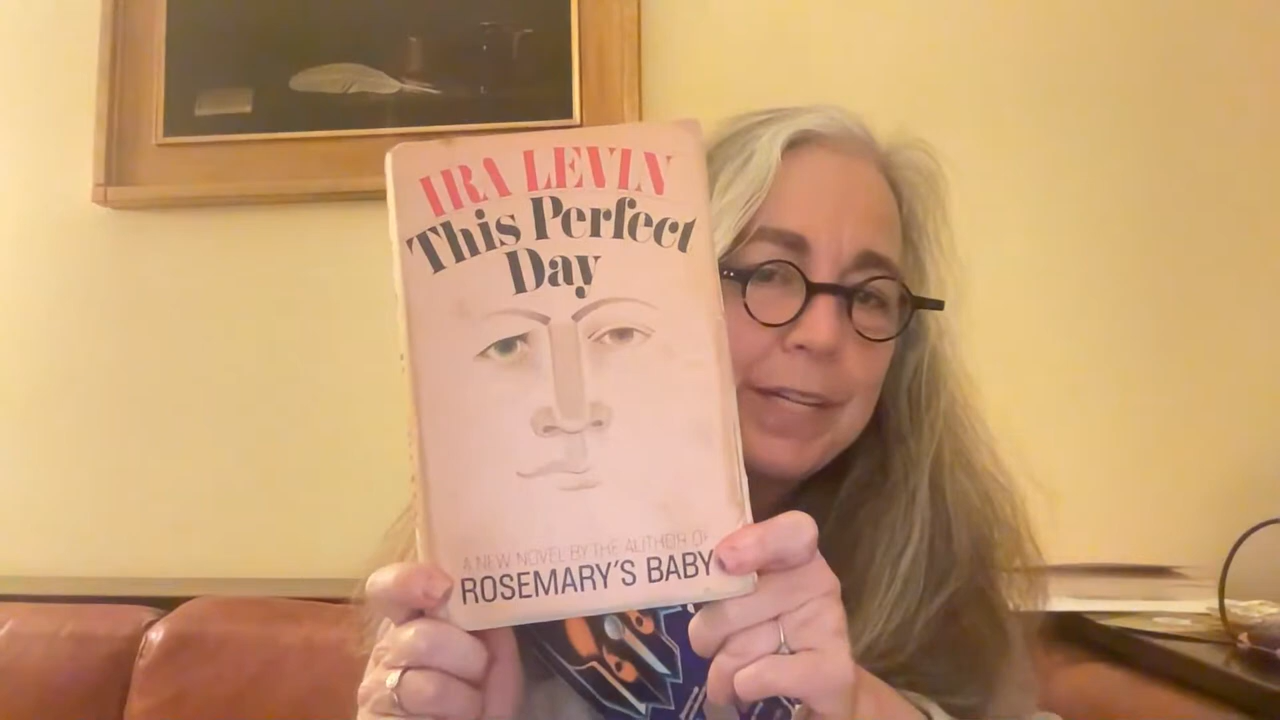 IRA LEVIN
This Perfect
Day
A NEW NOVEL BY THE AUTHOR OF
ROSEMARY'S BABY